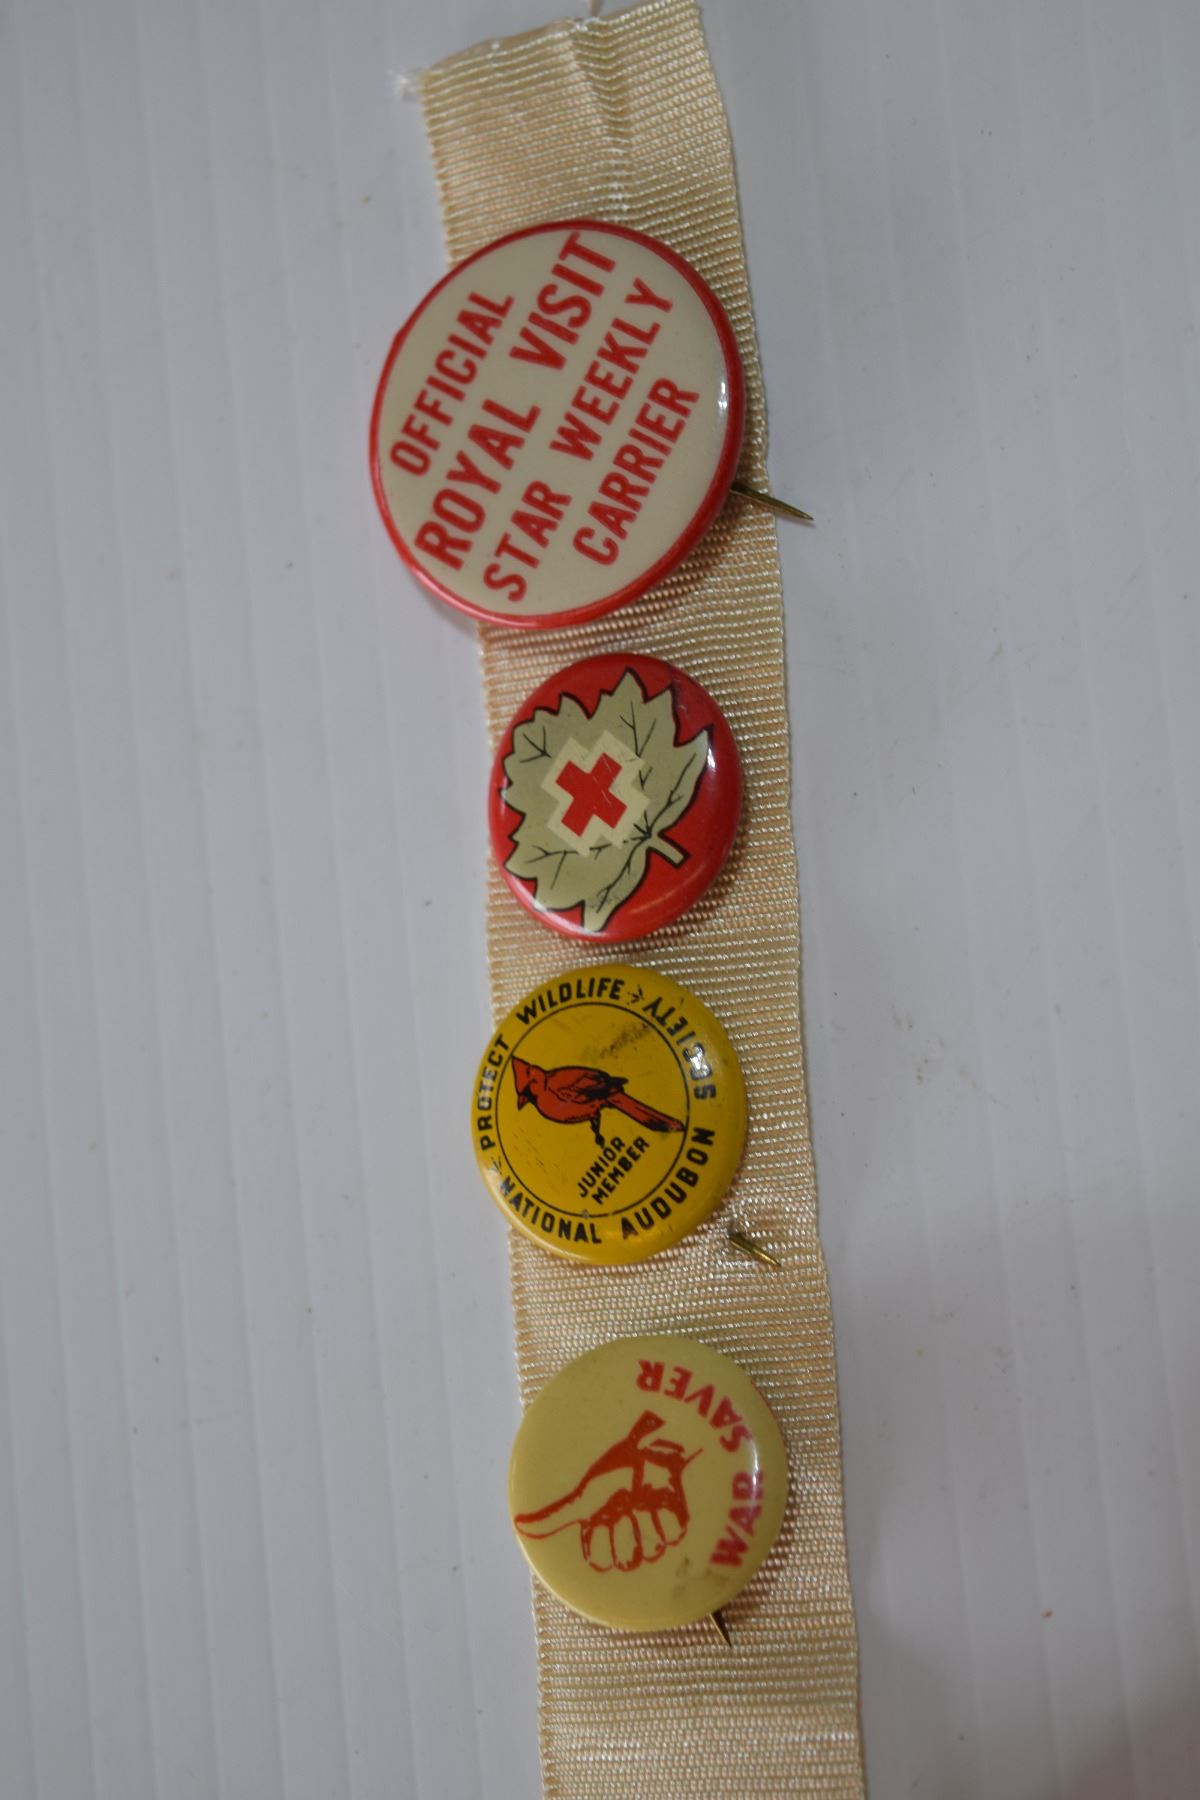 OFFICIAL
ROYAL VISIT
STAR WEEKLY
CARRIER
PROTECT WILDLIFE
NATIONAL AUDUBON SOCIETY
JUNIOR
MEMBER
WAR SAVER